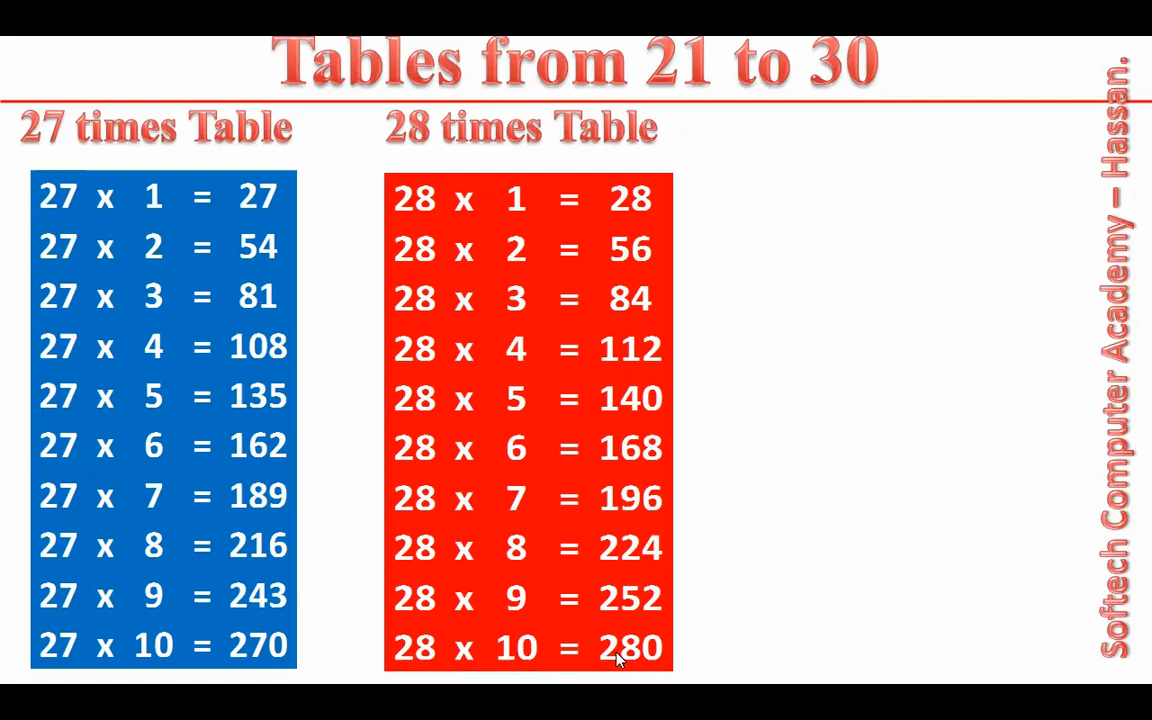 Tables from 21 to 30
27 times Table
27 x 1 = 27
27 x 2 = 54
27 x 3 = 81
27 x 4 = 108
27 x 5 = 135
27 x 6 = 162
27 x 7 = 189
27 x 8 = 216
27 x 9 = 243
27 x 10 = 270
28 times Table
28 x 1 = 28
28 x 2 = 56
28 x 3 = 84
28 x 4 = 112
28 x 5 = 140
28 x 6 = 168
28 x 7 = 196
28 x 8 = 224
28 x 9 = 252
28 x 10 = 280
Softech Computer Academy – Hassan.